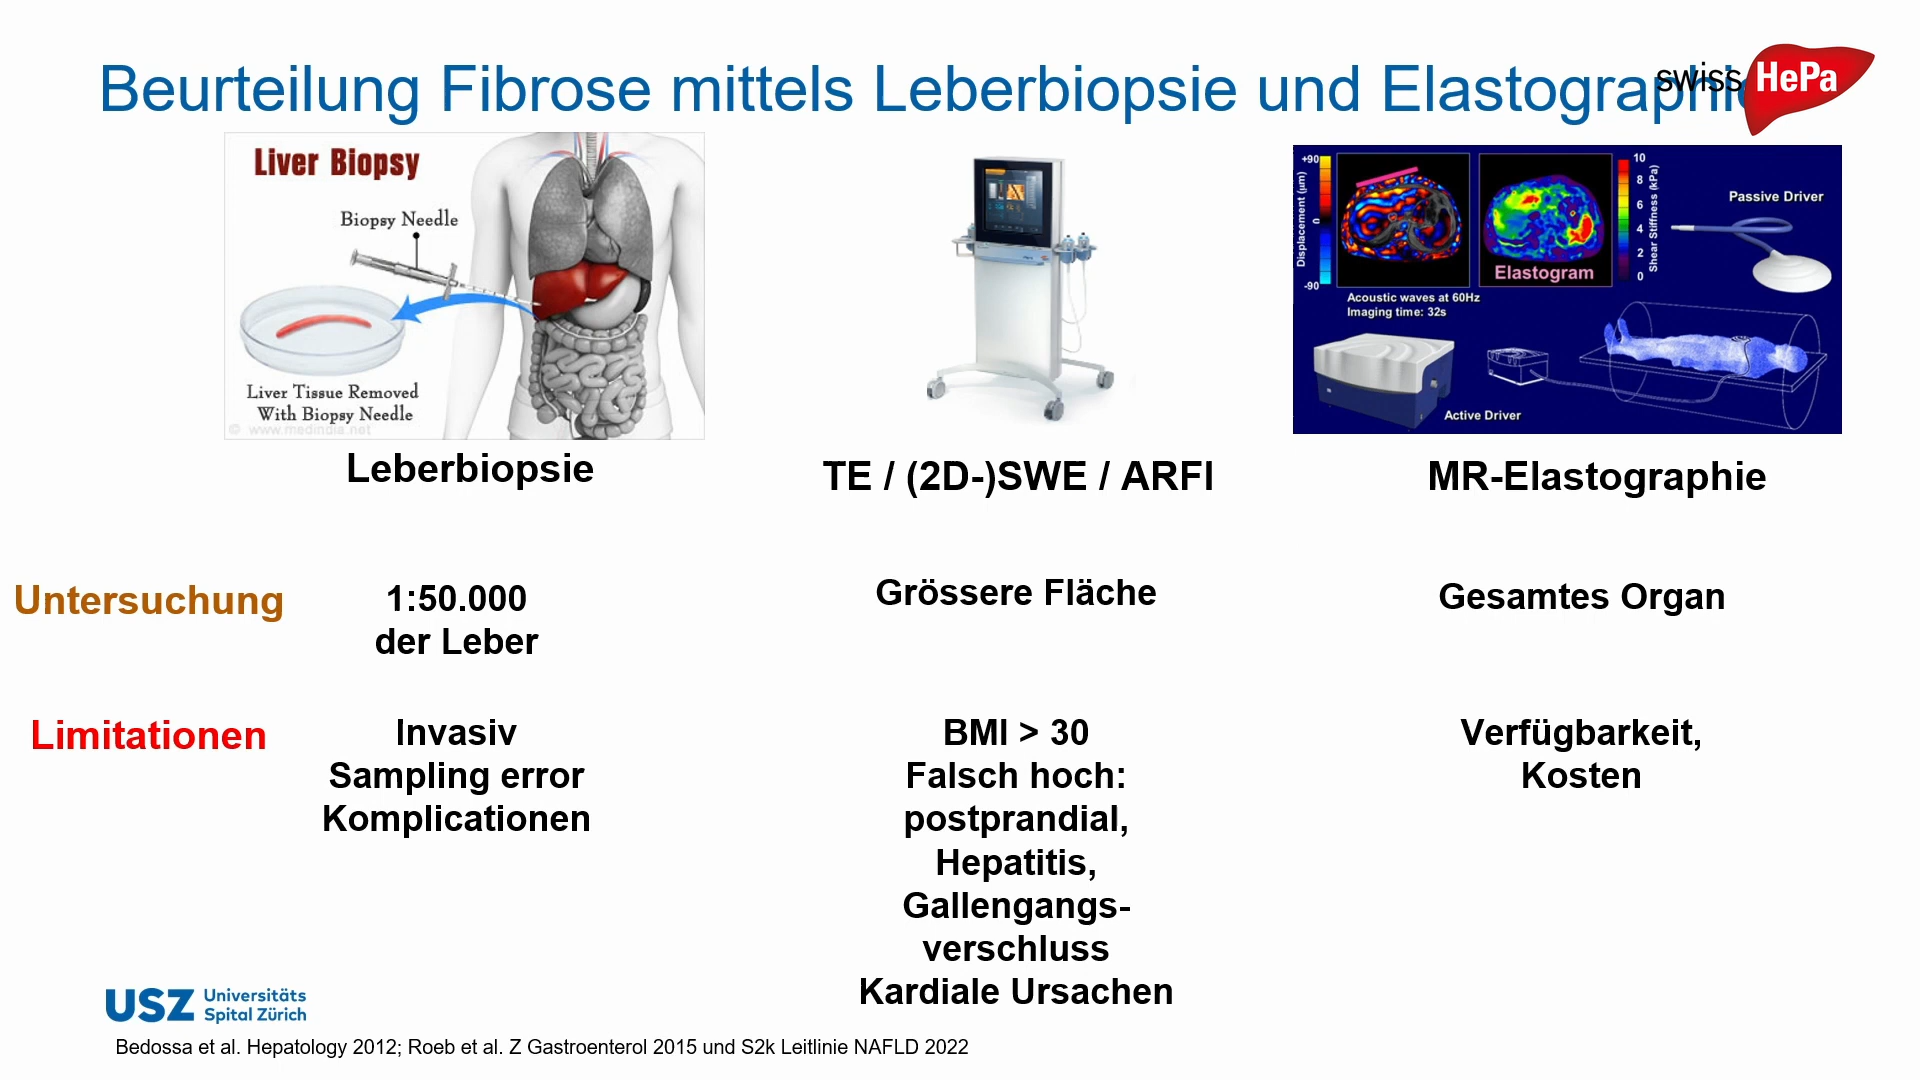 Beurteilung Fibrose mittels Leberbiopsie und Elastographie
swiss HePa
Liver Biopsy
Biopsy Needle
Liver Tissue Removed
With Biopsy Needle
© www.medindia.net
+90
Displacement (µm)
0
-90
Elastogram
10
8
6
4
2
0
Shear Stiffness (kPa)
Passive Driver
Acoustic waves at 60Hz
Imaging time: 32s
Active Driver
Leberbiopsie
TE / (2D-)SWE / ARFI
MR-Elastographie
Untersuchung
1:50.000
der Leber
Grössere Fläche
Gesamtes Organ
Limitationen
Invasiv
Sampling error
Komplicationen
BMI > 30
Falsch hoch:
postprandial,
Hepatitis,
Gallengangs-
verschluss
Kardiale Ursachen
Verfügbarkeit,
Kosten
USZ Universitäts
Spital Zürich
Bedossa et al. Hepatology 2012; Roeb et al. Z Gastroenterol 2015 und S2k Leitlinie NAFLD 2022